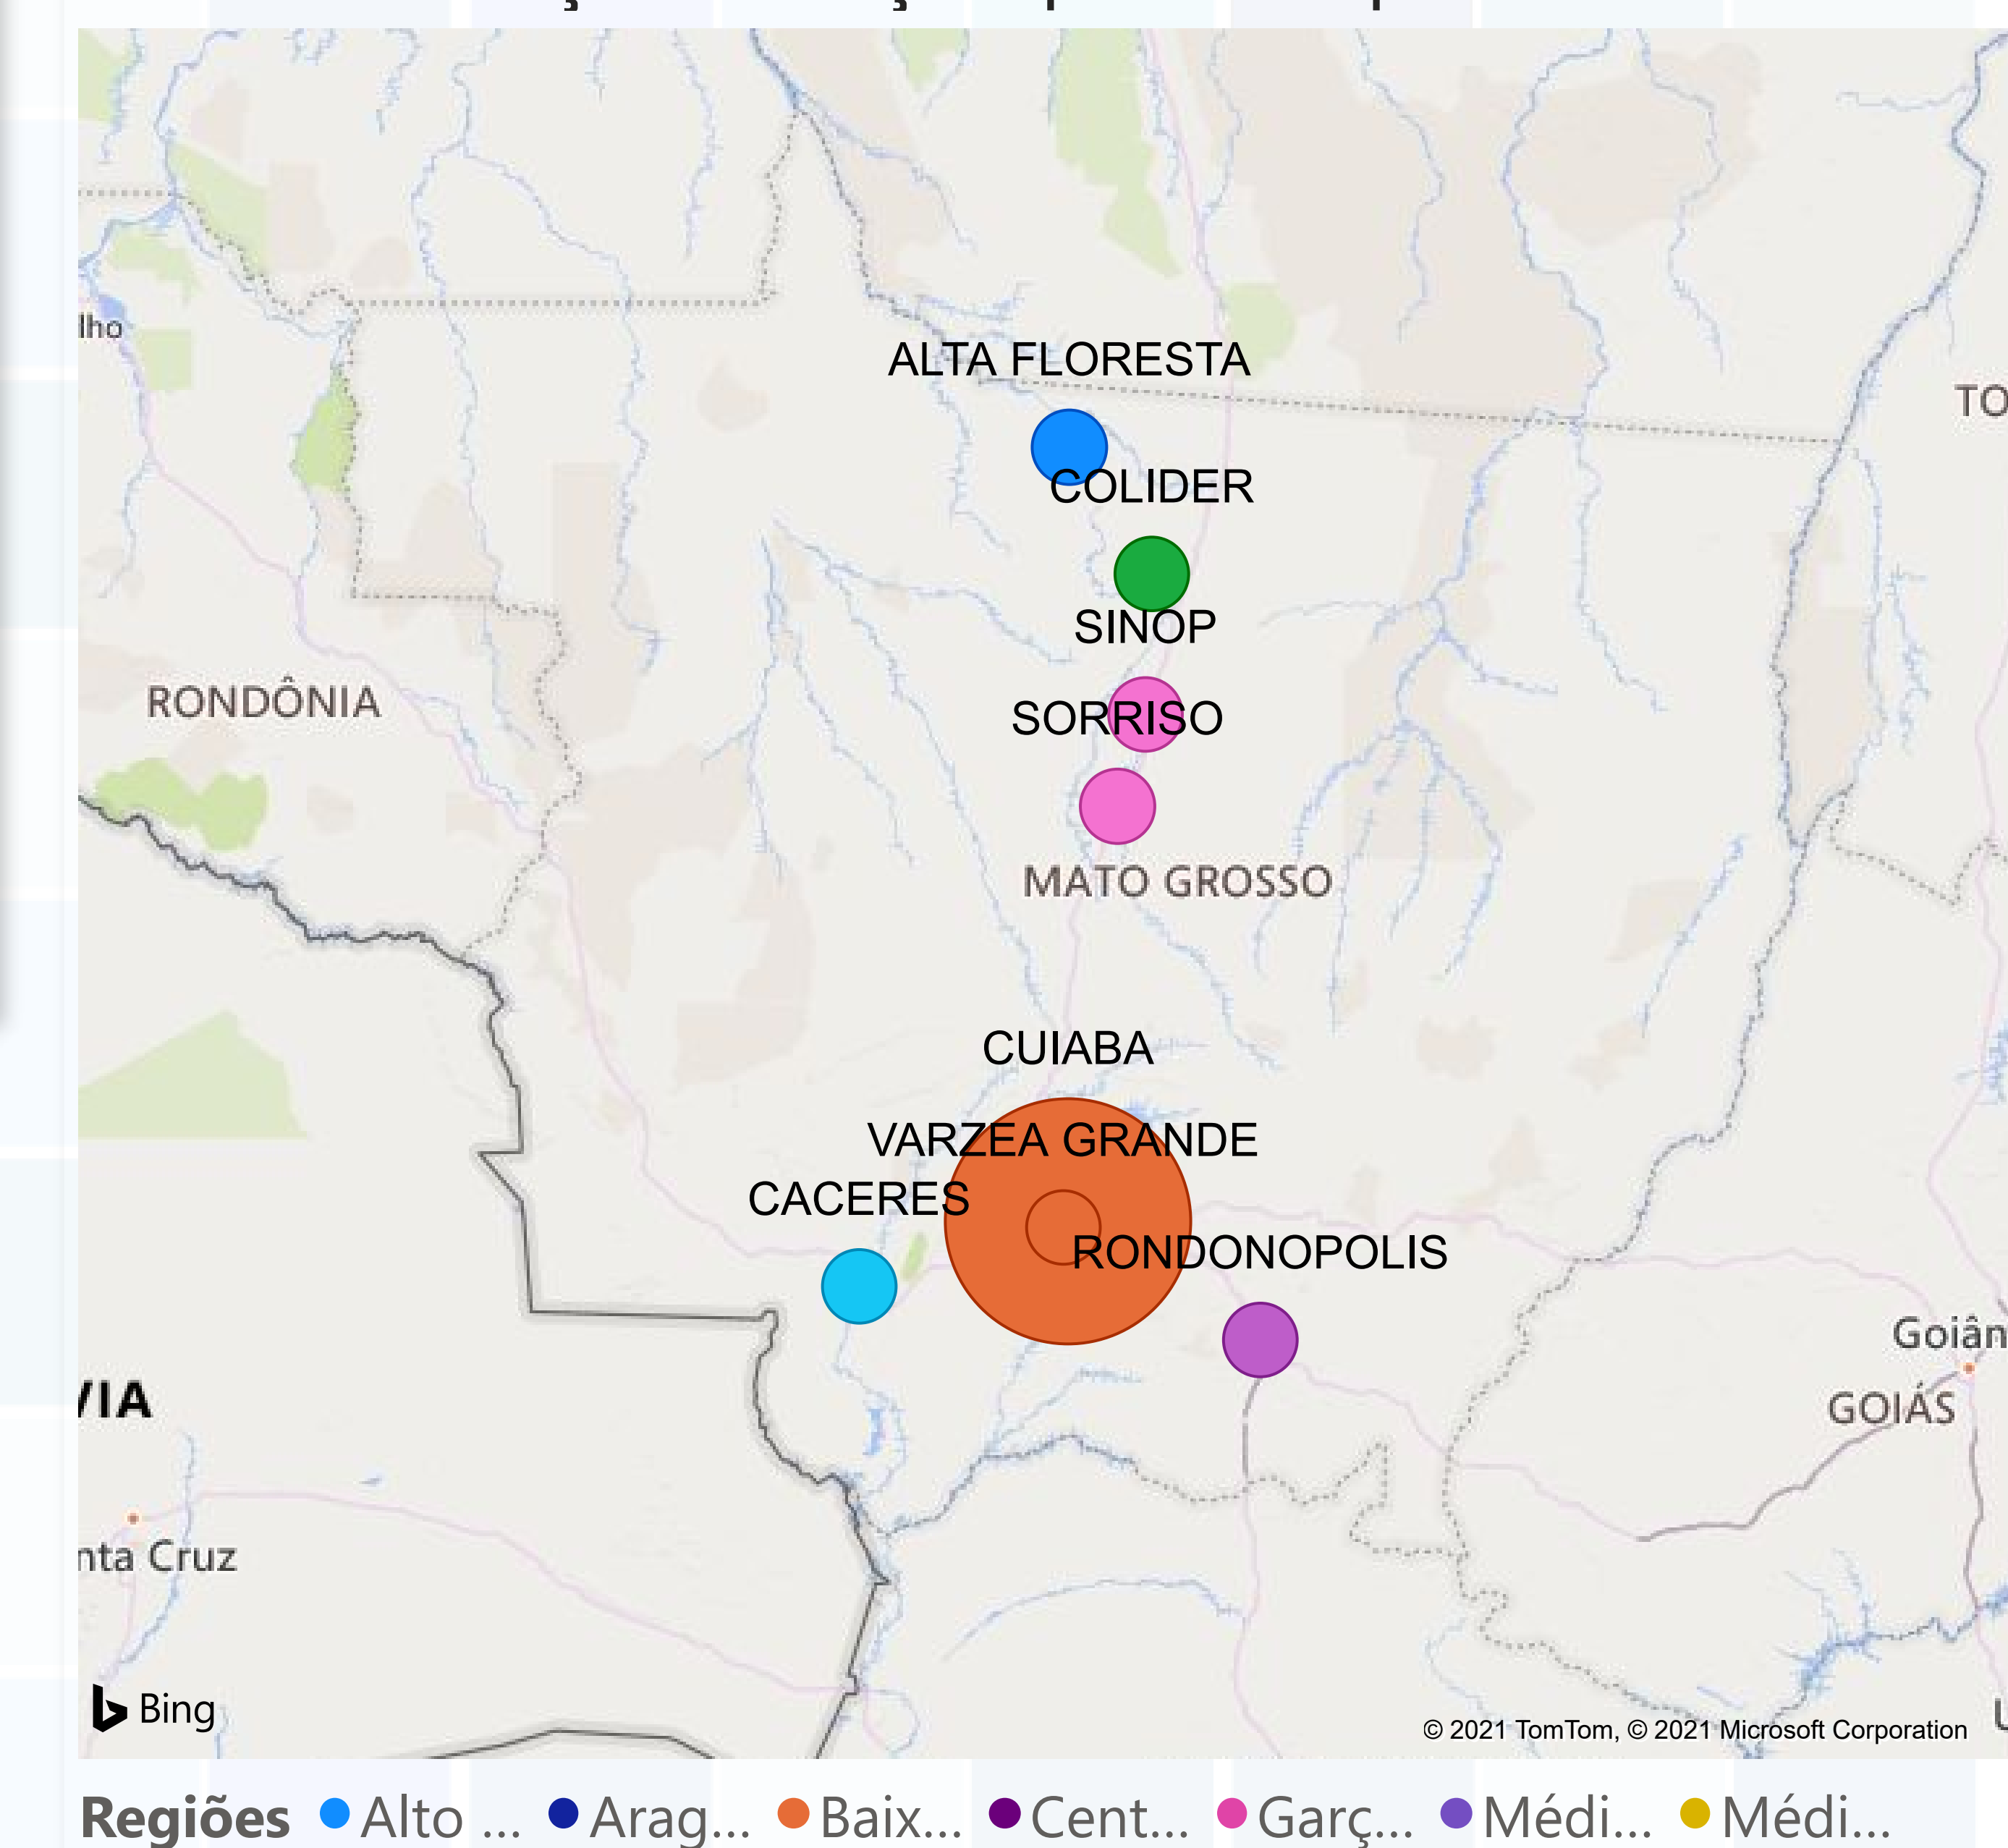 lho
ALTA FLORESTA
TO
COLIDER
SINOP
RONDÔNIA
SORRISO
MATO GROSSO
CUIABA
VARZEA GRANDE
CACERES
RONDONOPOLIS
Goiân
VIA
GOIÁS
nta Cruz
Bing
© 2021 TomTom, © 2021 Microsoft Corporation
Regiões Alto ... Arag... Baix... Cent... Garç... Médi... Médi...